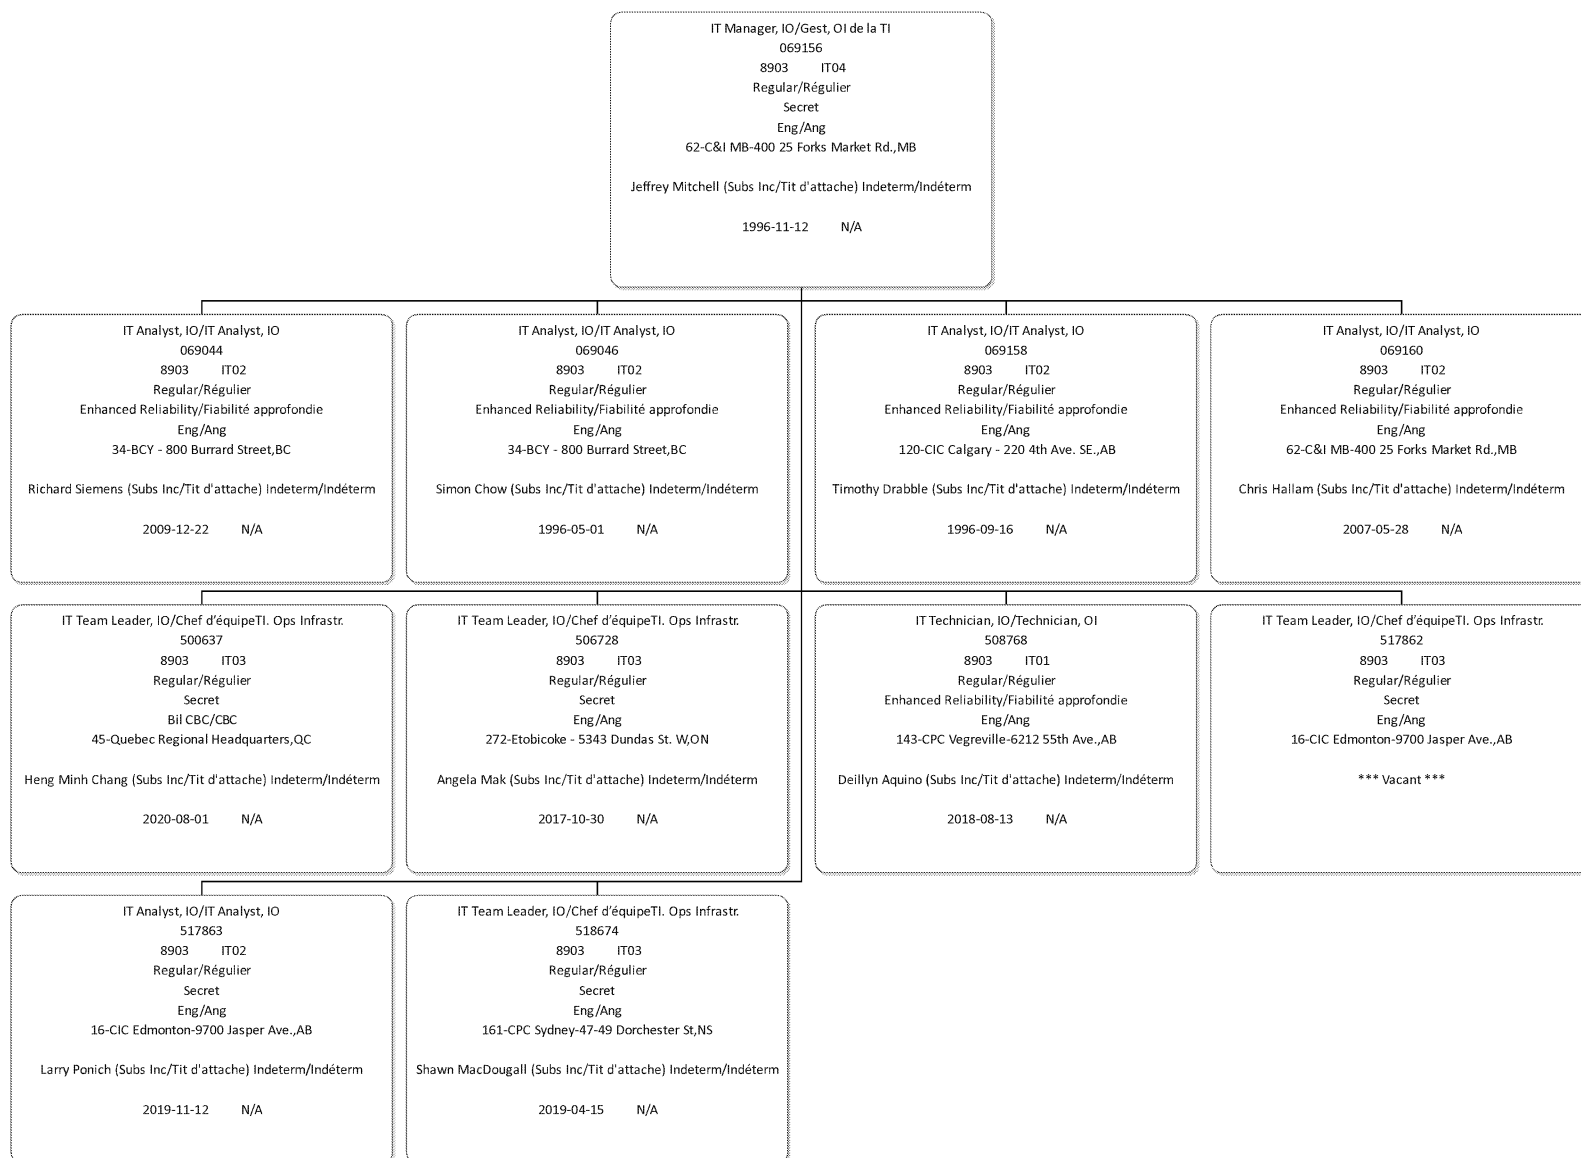 IT Manager, IO/Gest, OI de la TI
069156
8903 IT04
Regular/Régulier
Secret
Eng/Ang
62-C&I MB-400 25 Forks Market Rd.,MB
Jeffrey Mitchell (Subs Inc/Tit d'attache) Indeterm/Indéterm
1996-11-12 N/A
IT Analyst, IO/IT Analyst, IO
069044
8903 IT02
Regular/Régulier
Enhanced Reliability/Fiabilité approfondie
Eng/Ang
34-BCY - 800 Burrard Street,BC
Richard Siemens (Subs Inc/Tit d'attache) Indeterm/Indéterm
2009-12-22 N/A
IT Analyst, IO/IT Analyst, IO
069046
8903 IT02
Regular/Régulier
Enhanced Reliability/Fiabilité approfondie
Eng/Ang
34-BCY - 800 Burrard Street,BC
Simon Chow (Subs Inc/Tit d'attache) Indeterm/Indéterm
1996-05-01 N/A
IT Analyst, IO/IT Analyst, IO
069158
8903 IT02
Regular/Régulier
Enhanced Reliability/Fiabilité approfondie
Eng/Ang
120-CIC Calgary - 220 4th Ave. SE.,AB
Timothy Drabble (Subs Inc/Tit d'attache) Indeterm/Indéterm
1996-09-16 N/A
IT Analyst, IO/IT Analyst, IO
069160
8903 IT02
Regular/Régulier
Enhanced Reliability/Fiabilité approfondie
Eng/Ang
62-C&I MB-400 25 Forks Market Rd.,MB
Chris Hallam (Subs Inc/Tit d'attache) Indeterm/Indéterm
2007-05-28 N/A
IT Team Leader, IO/Chef d'équipeTI. Ops Infrastr.
500637
8903 IT03
Regular/Régulier
Secret
Bil CBC/CBC
45-Quebec Regional Headquarters,QC
Heng Minh Chang (Subs Inc/Tit d'attache) Indeterm/Indéterm
2020-08-01 N/A
IT Team Leader, IO/Chef d'équipeTI. Ops Infrastr.
506728
8903 IT03
Regular/Régulier
Secret
Eng/Ang
272-Etobicoke - 5343 Dundas St. W,ON
Angela Mak (Subs Inc/Tit d'attache) Indeterm/Indéterm
2017-10-30 N/A
IT Technician, IO/Technician, OI
508768
8903 IT01
Regular/Régulier
Enhanced Reliability/Fiabilité approfondie
Eng/Ang
143-CPC Vegreville-6212 55th Ave.,AB
Deillyn Aquino (Subs Inc/Tit d'attache) Indeterm/Indéterm
2018-08-13 N/A
IT Team Leader, IO/Chef d'équipeTI. Ops Infrastr.
517862
8903 IT03
Regular/Régulier
Secret
Eng/Ang
16-CIC Edmonton-9700 Jasper Ave.,AB
*** Vacant ***
IT Analyst, IO/IT Analyst, IO
517863
8903 IT02
Regular/Régulier
Secret
Eng/Ang
16-CIC Edmonton-9700 Jasper Ave.,AB
Larry Ponich (Subs Inc/Tit d'attache) Indeterm/Indéterm
2019-11-12 N/A
IT Team Leader, IO/Chef d'équipeTI. Ops Infrastr.
518674
8903 IT03
Regular/Régulier
Secret
Eng/Ang
161-CPC Sydney-47-49 Dorchester St,NS
Shawn MacDougall (Subs Inc/Tit d'attache) Indeterm/Indéterm
2019-04-15 N/A